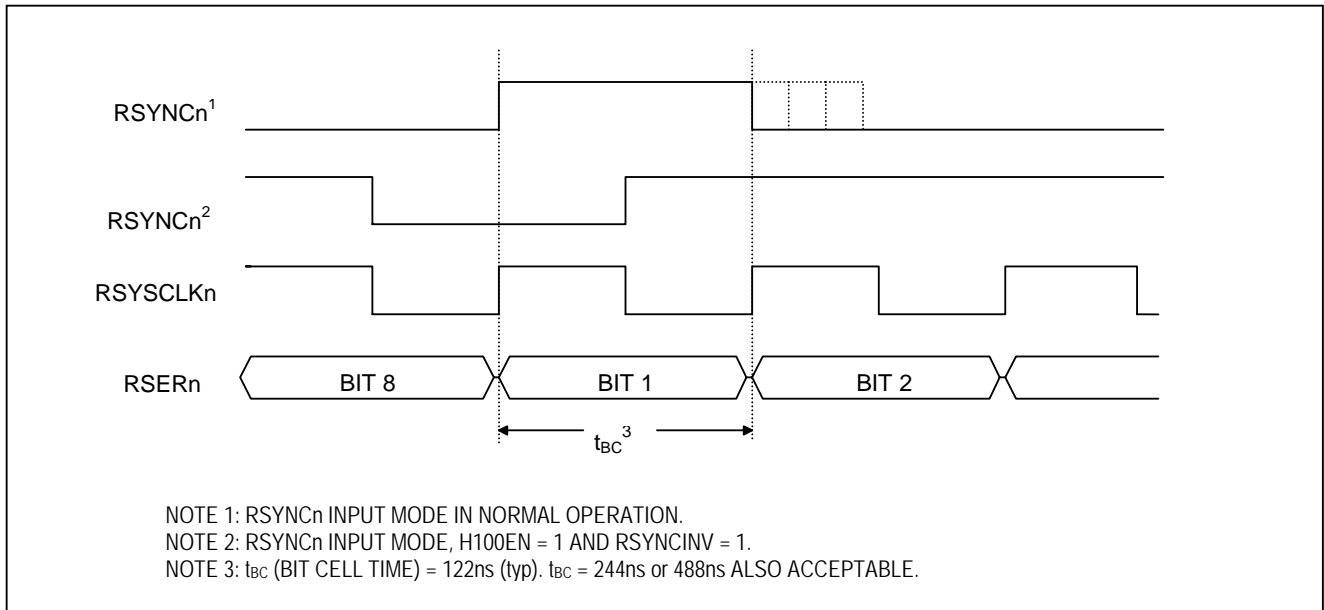 RSYNCn¹
RSYNCn²
RSYSCLKn
RSERn
BIT 8
BIT 1
BIT 2
tBC³
NOTE 1: RSYNCn INPUT MODE IN NORMAL OPERATION.
NOTE 2: RSYNCn INPUT MODE, H100EN = 1 AND RSYNCINV = 1.
NOTE 3: tBC (BIT CELL TIME) = 122ns (typ). tBC = 244ns or 488ns ALSO ACCEPTABLE.